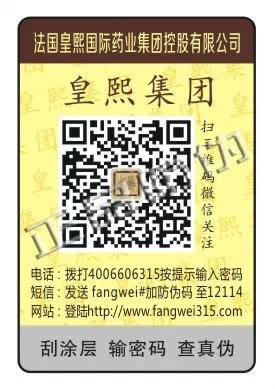 法国皇熙国际药业集团控股有限公司
皇熙集团
扫二维码微信关注
电话：拨打4006606315按提示输入密码
短信：发送 fangwei#加防伪码 至12114
网站：登陆http://www.fangwei315.com
刮涂层 输密码 查真伪